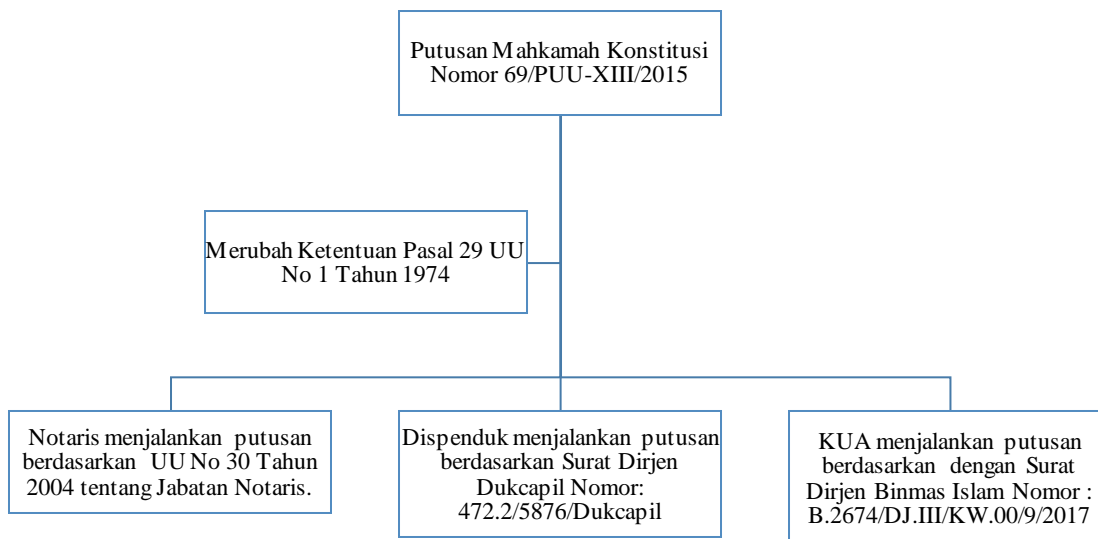 Putusan Mahkamah Konstitusi
Nomor 69/PUU-XIII/2015
Merubah Ketentuan Pasal 29 UU
No 1 Tahun 1974
Notaris menjalankan putusan
berdasarkan UU No 30 Tahun
2004 tentang Jabatan Notaris.
Dispenduk menjalankan putusan
berdasarkan Surat Dirjen
Dukcapil Nomor:
472.2/5876/Dukcapil
KUA menjalankan putusan
berdasarkan dengan Surat
Dirjen Binmas Islam Nomor :
B.2674/DJ.III/KW.00/9/2017